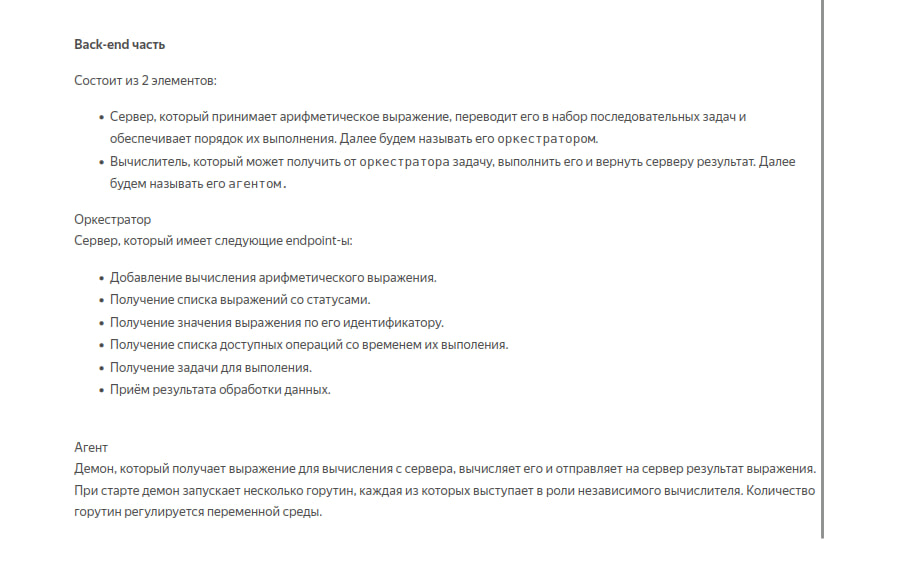 Back-end часть
Состоит из 2 элементов:
• Сервер, который принимает арифметическое выражение, переводит его в набор последовательных задач и
обеспечивает порядок их выполнения. Далее будем называть его оркестратором.
• Вычислитель, который может получить от оркестратора задачу, выполнить его и вернуть серверу результат. Далее
будем называть его агентом.
Оркестратор
Сервер, который имеет следующие endpoint-ы:
• Добавление вычисления арифметического выражения.
• Получение списка выражений со статусами.
• Получение значения выражения по его идентификатору.
• Получение списка доступных операций со временем их выполения.
• Получение задачи для выполения.
• Приём результата обработки данных.
Агент
Демон, который получает выражение для вычисления с сервера, вычисляет его и отправляет на сервер результат выражения.
При старте демон запускает несколько горутин, каждая из которых выступает в роли независимого вычислителя. Количество
горутин регулируется переменной среды.